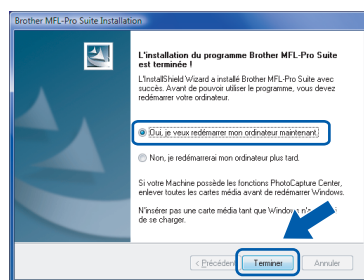 Brother MFL-Pro Suite Installation
L'installation du programme Brother MFL-Pro Suite
est terminée !
L'InstallShield Wizard a installé Brother MFL-Pro Suite avec
succès. Avant de pouvoir utiliser le programme, vous devez
redémarrer votre ordinateur.
Oui, je veux redémarrer mon ordinateur maintenant.
Non, je redémarrerai mon ordinateur plus tard.
Si votre Machine possède les fonctions PhotoCapture Center,
enlever toutes les cartes média avant de redémarrer Windows.
N'insérer pas une carte média tant que Windows n'
de se charger.
< Précédent
Terminer
Annuler